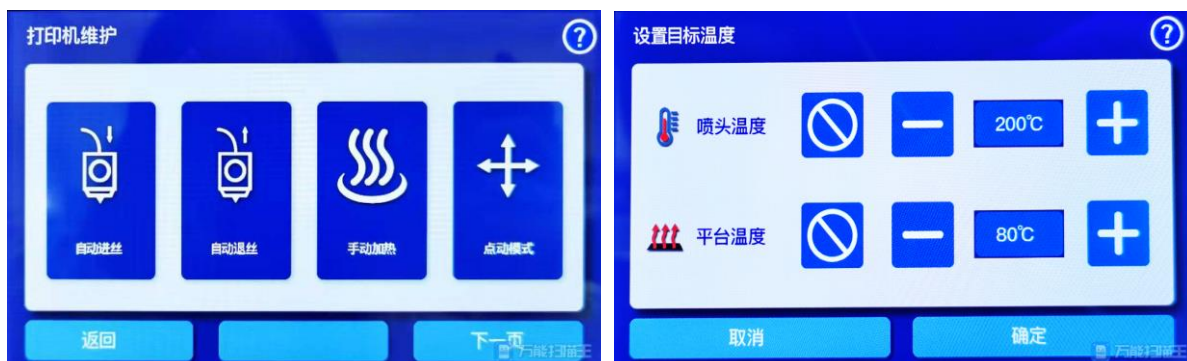 打印机维护
?
自动进丝
自动退丝
手动加热
点动模式
返回
下一页
万能扫描王
设置目标温度
?
喷头温度
200℃
平台温度
80℃
取消
确定
万能扫描王